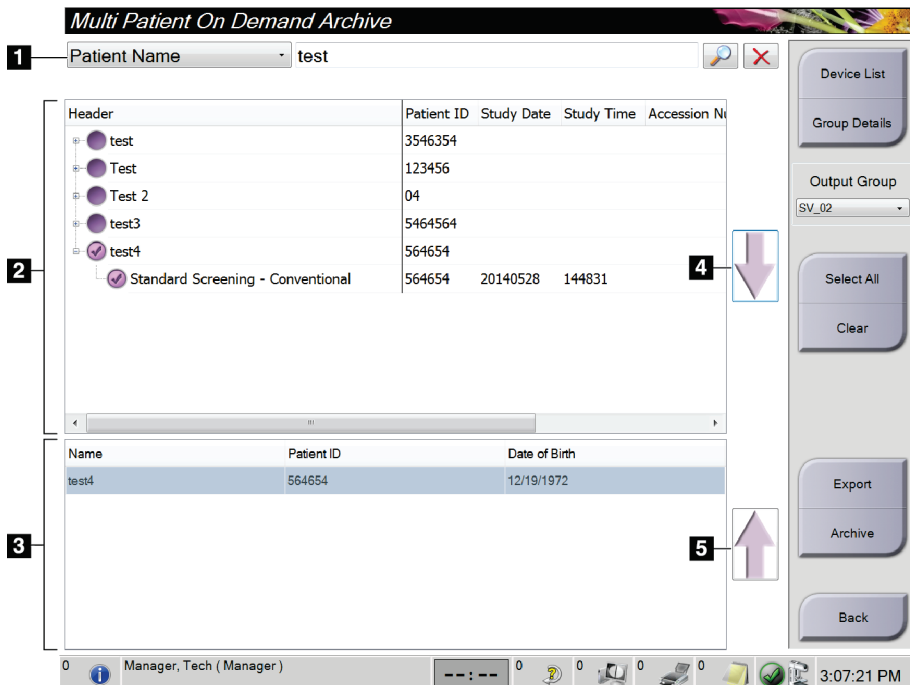 Multi Patient On Demand Archive
1 Patient Name test
Device List
Group Details
Output Group
SV_02
Select All
Clear
Export
Archive
Back
2
Header Patient ID Study Date Study Time Accession Nu
test 3546354
Test 123456
Test 2 04
test3 5464564
test4 564654
Standard Screening - Conventional 564654 20140528 144831
4
3
Name Patient ID Date of Birth
test4 564654 12/19/1972
5
0 Manager, Tech ( Manager ) --:-- 0 0 0 0 3:07:21 PM